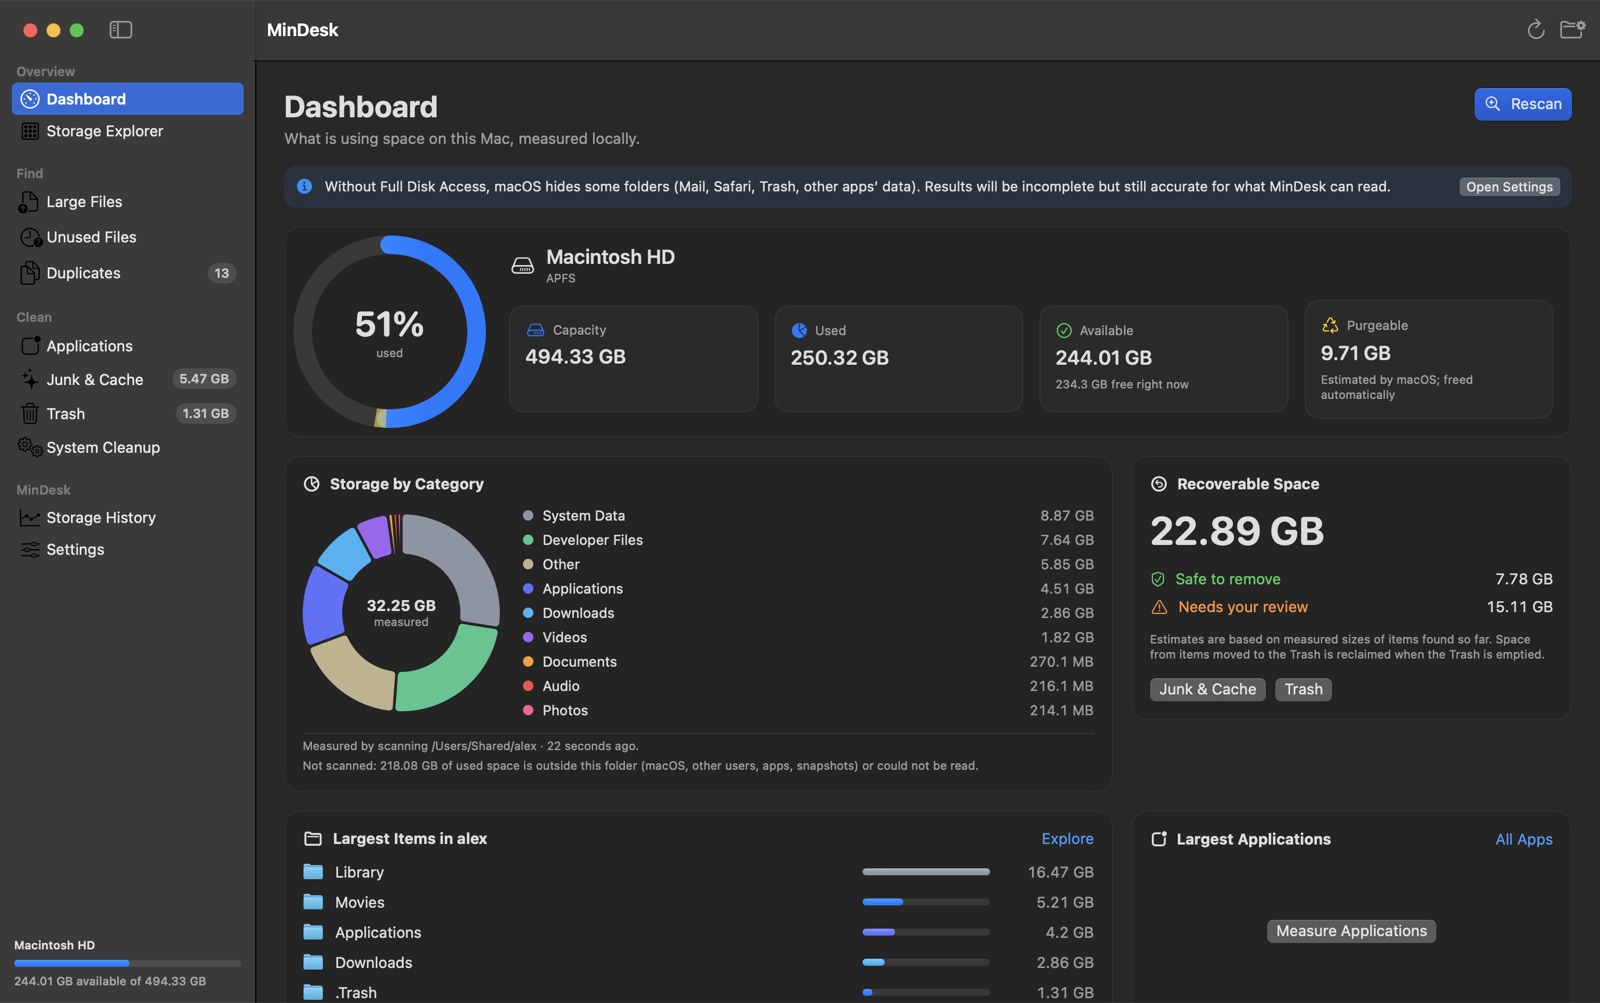 MinDesk
Overview
Dashboard
Storage Explorer
Find
Large Files
Unused Files
Duplicates
13
Clean
Applications
Junk & Cache
5.47 GB
Trash
1.31 GB
System Cleanup
MinDesk
Storage History
Settings
Macintosh HD
244.01 GB available of 494.33 GB
Dashboard
What is using space on this Mac, measured locally.
Rescan
Without Full Disk Access, macOS hides some folders (Mail, Safari, Trash, other apps’ data). Results will be incomplete but still accurate for what MinDesk can read.
Open Settings
51%
used
Macintosh HD
APFS
Capacity
494.33 GB
Used
250.32 GB
Available
244.01 GB
234.3 GB free right now
Purgeable
9.71 GB
Estimated by macOS; freed
automatically
Storage by Category
32.25 GB
measured
System Data 8.87 GB
Developer Files 7.64 GB
Other 5.85 GB
Applications 4.51 GB
Downloads 2.86 GB
Videos 1.82 GB
Documents 270.1 MB
Audio 216.1 MB
Photos 214.1 MB
Measured by scanning /Users/Shared/alex · 22 seconds ago.
Not scanned: 218.08 GB of used space is outside this folder (macOS, other users, apps, snapshots) or could not be read.
Recoverable Space
22.89 GB
Safe to remove 7.78 GB
Needs your review 15.11 GB
Estimates are based on measured sizes of items found so far. Space
from items moved to the Trash is reclaimed when the Trash is emptied.
Junk & Cache
Trash
Largest Items in alex
Explore
Library 16.47 GB
Movies 5.21 GB
Applications 4.2 GB
Downloads 2.86 GB
.Trash 1.31 GB
Largest Applications
All Apps
Measure Applications